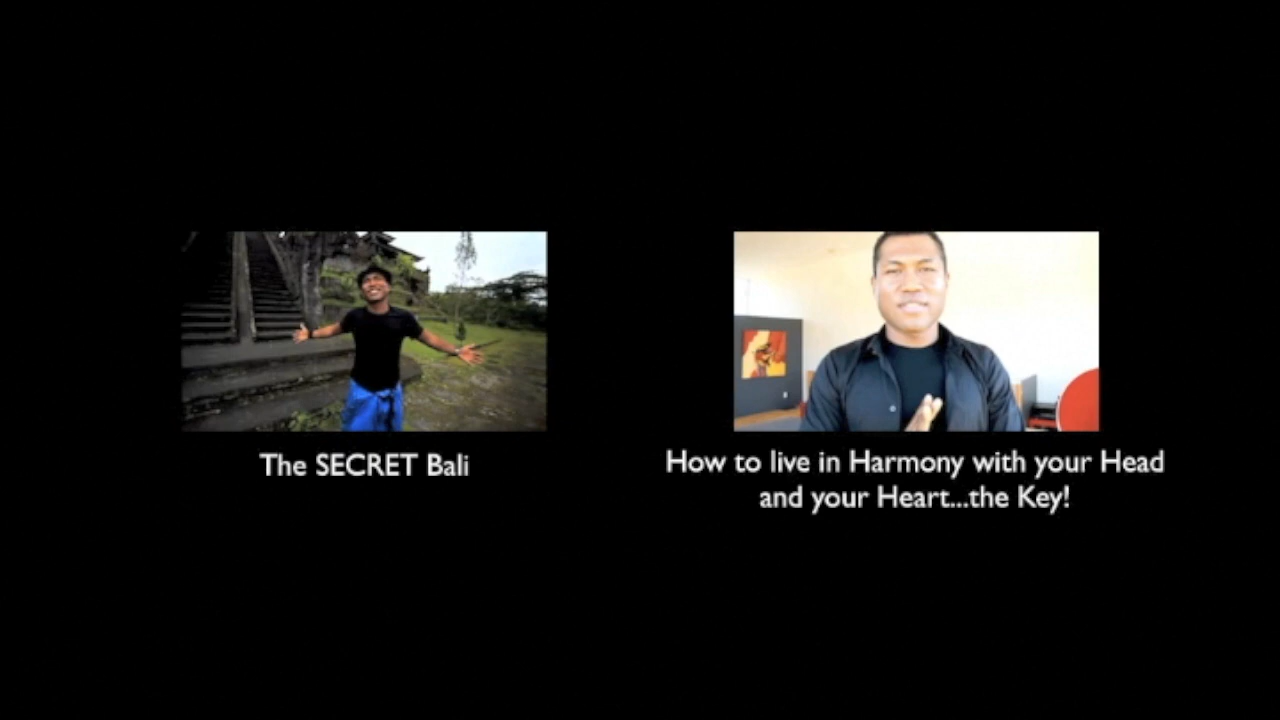 The SECRET Bali
How to live in Harmony with your Head
and your Heart...the Key!